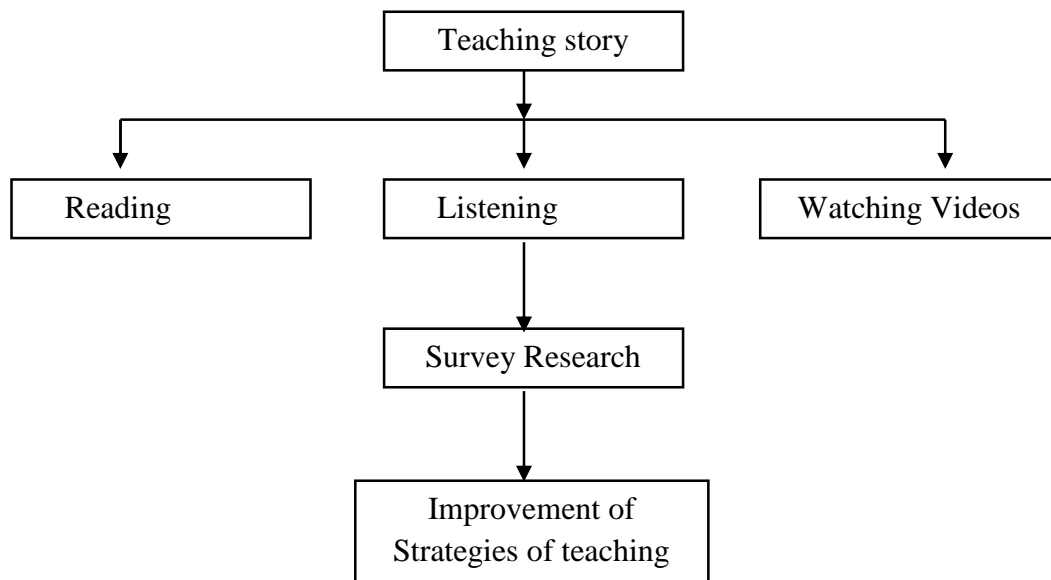 Teaching story
Reading
Listening
Watching Videos
Survey Research
Improvement of
Strategies of teaching